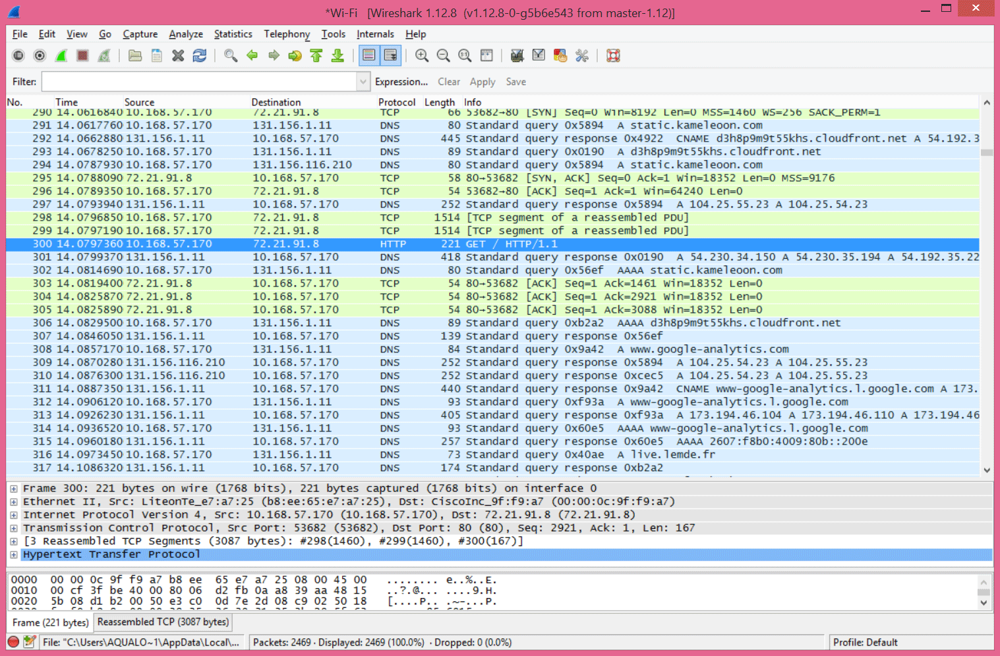 *Wi-Fi   [Wireshark 1.12.8  (v1.12.8-0-g5b6e543 from master-1.12)]
File Edit View Go Capture Analyze Statistics Telephony Tools Internals Help
Filter: Expression... Clear Apply Save
No. Time Source Destination Protocol Length Info
290 14.0616840 10.168.57.170 72.21.91.8 TCP 66 53682→80 [SYN] Seq=0 Win=8192 Len=0 MSS=1460 WS=256 SACK_PERM=1
291 14.0617760 10.168.57.170 131.156.1.11 DNS 80 Standard query 0x5894  A static.kameleoon.com
292 14.0662880 131.156.1.11 10.168.57.170 DNS 445 Standard query response 0x4922  CNAME d3h8p9m9t55khs.cloudfront.net A 54.192.3
293 14.0678250 10.168.57.170 131.156.1.11 DNS 89 Standard query 0x0190  A d3h8p9m9t55khs.cloudfront.net
294 14.0787930 10.168.57.170 131.156.116.210 DNS 80 Standard query 0x5894  A static.kameleoon.com
295 14.0788090 72.21.91.8 10.168.57.170 TCP 58 80→53682 [SYN, ACK] Seq=0 Ack=1 Win=18352 Len=0 MSS=9176
296 14.0789350 10.168.57.170 72.21.91.8 TCP 54 53682→80 [ACK] Seq=1 Ack=1 Win=64240 Len=0
297 14.0793940 131.156.1.11 10.168.57.170 DNS 252 Standard query response 0x5894  A 104.25.55.23 A 104.25.54.23
298 14.0796850 10.168.57.170 72.21.91.8 TCP 1514 [TCP segment of a reassembled PDU]
299 14.0797190 10.168.57.170 72.21.91.8 TCP 1514 [TCP segment of a reassembled PDU]
300 14.0797360 10.168.57.170 72.21.91.8 HTTP 221 GET / HTTP/1.1
301 14.0799370 131.156.1.11 10.168.57.170 DNS 418 Standard query response 0x0190  A 54.230.34.150 A 54.230.35.194 A 54.192.35.22
302 14.0814690 10.168.57.170 131.156.1.11 DNS 80 Standard query 0x56ef  AAAA static.kameleoon.com
303 14.0819400 72.21.91.8 10.168.57.170 TCP 54 80→53682 [ACK] Seq=1 Ack=1461 Win=18352 Len=0
304 14.0825870 72.21.91.8 10.168.57.170 TCP 54 80→53682 [ACK] Seq=1 Ack=2921 Win=18352 Len=0
305 14.0825890 72.21.91.8 10.168.57.170 TCP 54 80→53682 [ACK] Seq=1 Ack=3088 Win=18352 Len=0
306 14.0829500 10.168.57.170 131.156.1.11 DNS 89 Standard query 0xb2a2  AAAA d3h8p9m9t55khs.cloudfront.net
307 14.0846050 131.156.1.11 10.168.57.170 DNS 139 Standard query response 0x56ef
308 14.0857170 10.168.57.170 131.156.1.11 DNS 84 Standard query 0x9a42  A www.google-analytics.com
309 14.0870280 131.156.116.210 10.168.57.170 DNS 252 Standard query response 0x5894  A 104.25.54.23 A 104.25.55.23
310 14.0876300 131.156.116.210 10.168.57.170 DNS 252 Standard query response 0xcec5  A 104.25.54.23 A 104.25.55.23
311 14.0887350 131.156.1.11 10.168.57.170 DNS 440 Standard query response 0x9a42  CNAME www-google-analytics.l.google.com A 173.
312 14.0906120 10.168.57.170 131.156.1.11 DNS 93 Standard query 0xf93a  A www-google-analytics.l.google.com
313 14.0926230 131.156.1.11 10.168.57.170 DNS 405 Standard query response 0xf93a  A 173.194.46.104 A 173.194.46.110 A 173.194.46
314 14.0936520 10.168.57.170 131.156.1.11 DNS 93 Standard query 0x60e5  AAAA www-google-analytics.l.google.com
315 14.0960180 131.156.1.11 10.168.57.170 DNS 257 Standard query response 0x60e5  AAAA 2607:f8b0:4009:80b::200e
316 14.0973450 10.168.57.170 131.156.1.11 DNS 73 Standard query 0x40ae  A live.lemde.fr
317 14.1086320 131.156.1.11 10.168.57.170 DNS 174 Standard query response 0xb2a2
Frame 300: 221 bytes on wire (1768 bits), 221 bytes captured (1768 bits) on interface 0
Ethernet II, Src: LiteonTe_e7:a7:25 (b8:ee:65:e7:a7:25), Dst: CiscoInc_9f:f9:a7 (00:00:0c:9f:f9:a7)
Internet Protocol Version 4, Src: 10.168.57.170 (10.168.57.170), Dst: 72.21.91.8 (72.21.91.8)
Transmission Control Protocol, Src Port: 53682 (53682), Dst Port: 80 (80), Seq: 2921, Ack: 1, Len: 167
[3 Reassembled TCP Segments (3087 bytes): #298(1460), #299(1460), #300(167)]
Hypertext Transfer Protocol
0000  00 00 0c 9f f9 a7 b8 ee  65 e7 a7 25 08 00 45 00   ........ e..%..E.
0010  00 cf 3f be 40 00 80 06  d2 fb 0a a8 39 aa 48 15   ..?.@... ....9.H.
0020  5b 08 d1 b2 00 50 e3 c0  0d 7e 2d 08 c9 02 50 18   [....P.. .~-...P.
Frame (221 bytes) Reassembled TCP (3087 bytes)
File: "C:\Users\AQUALO~1\AppData\Local\... Packets: 2469 · Displayed: 2469 (100.0%)  · Dropped: 0 (0.0%) Profile: Default